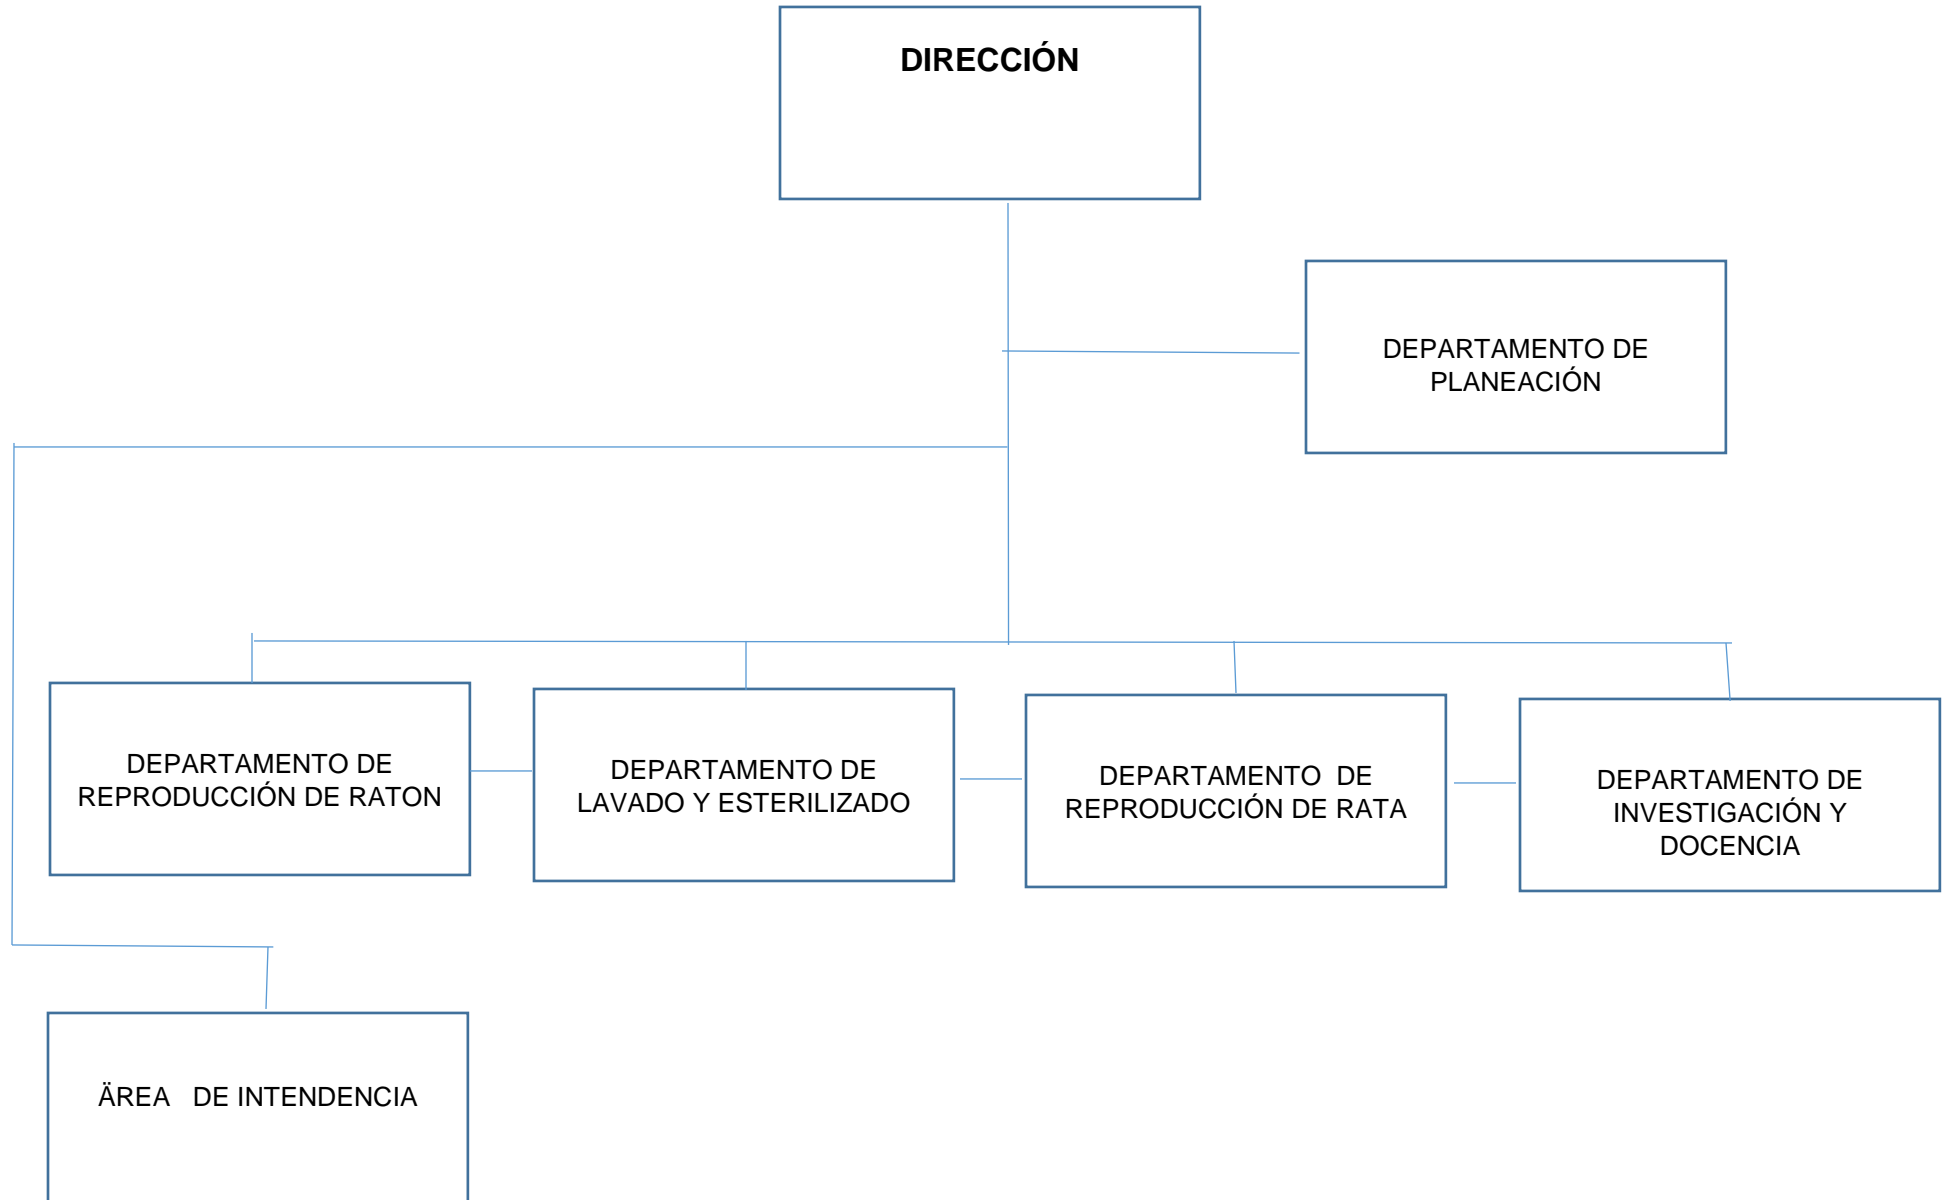 DIRECCIÓN
DEPARTAMENTO DE
PLANEACIÓN
DEPARTAMENTO DE
REPRODUCCIÓN DE RATON
DEPARTAMENTO DE
LAVADO Y ESTERILIZADO
DEPARTAMENTO  DE
REPRODUCCIÓN DE RATA
DEPARTAMENTO DE
INVESTIGACIÓN Y
DOCENCIA
ÄREA   DE INTENDENCIA